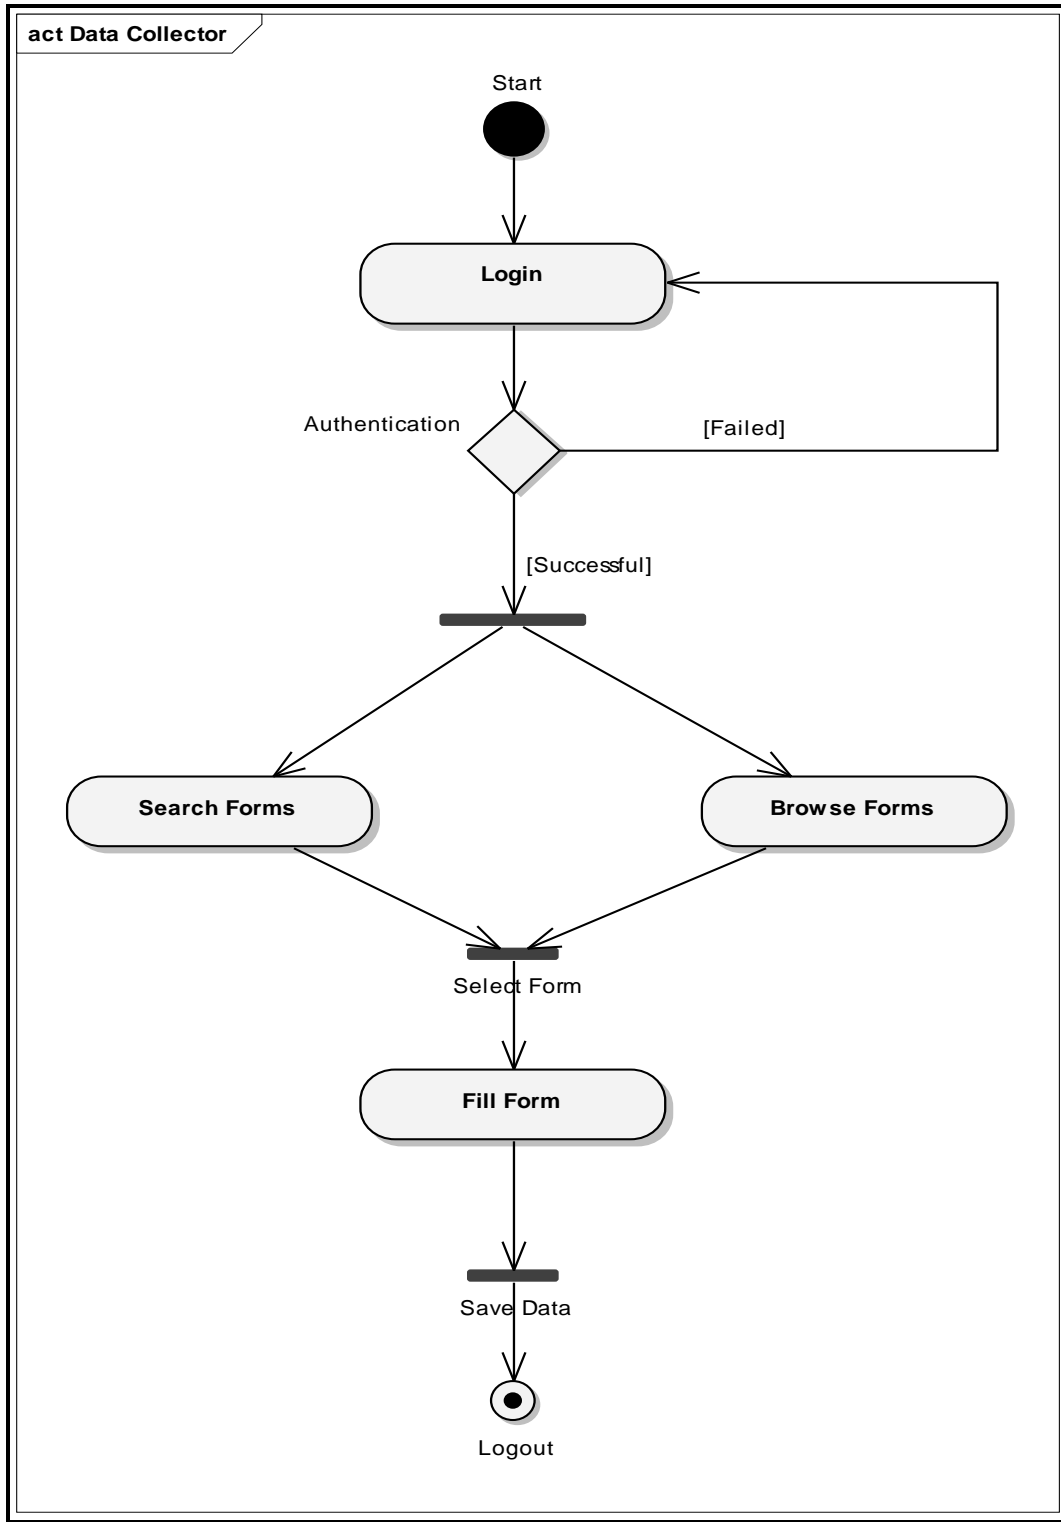 act Data Collector
Start
Login
Authentication
[Failed]
[Successful]
Search Forms
Browse Forms
Select Form
Fill Form
Save Data
Logout